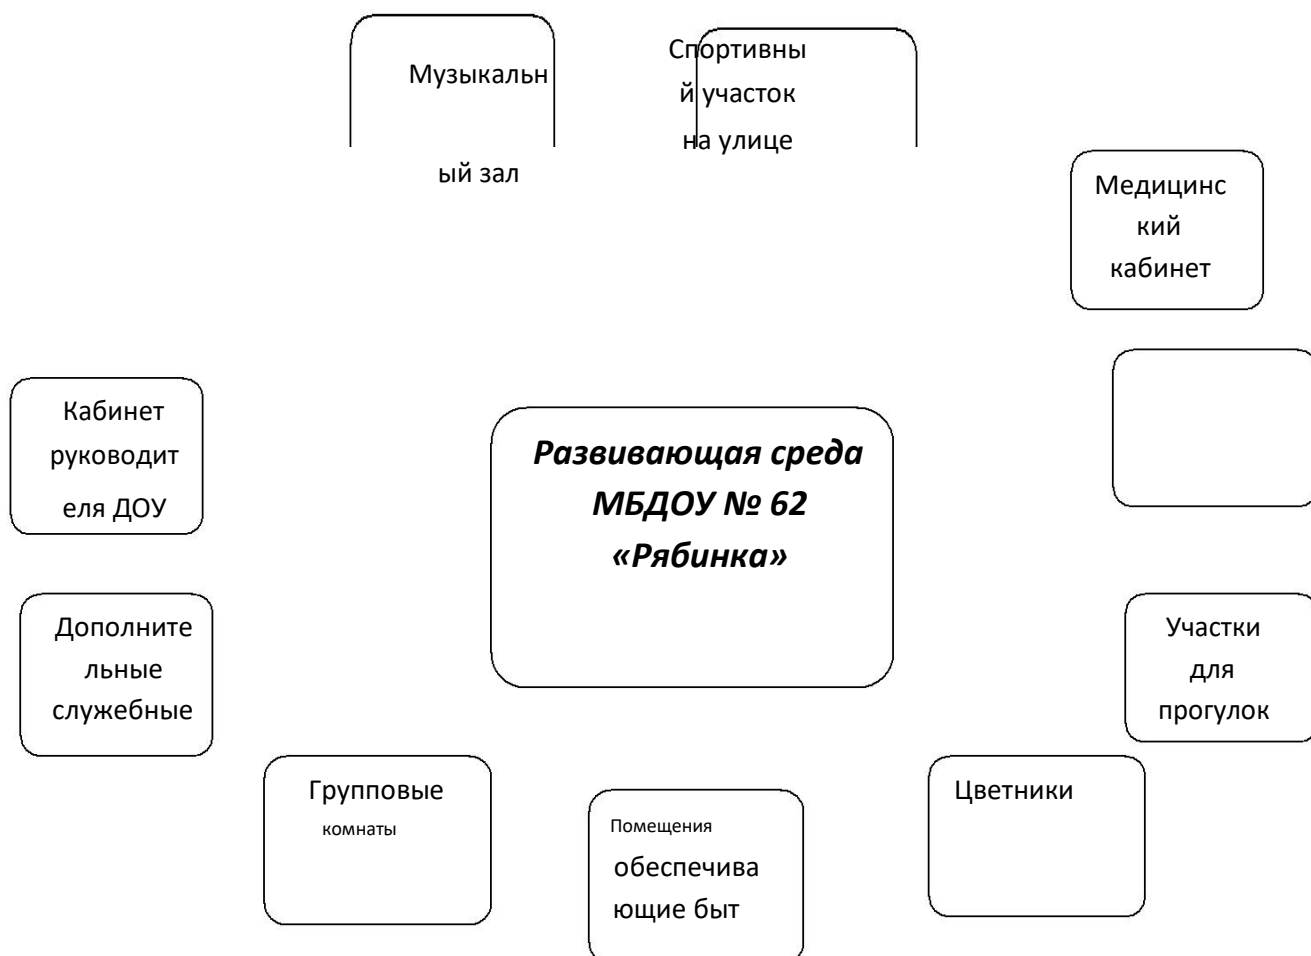 Музыкальн
ый зал
Спортивны
й участок
на улице
Медицинс
кий
кабинет
Кабинет
руководит
еля ДОУ
Развивающая среда
МБДОУ № 62
«Рябинка»
Дополните
льные
служебные
Участки
для
прогулок
Групповые
комнаты
Помещения
обеспечива
ющие быт
Цветники